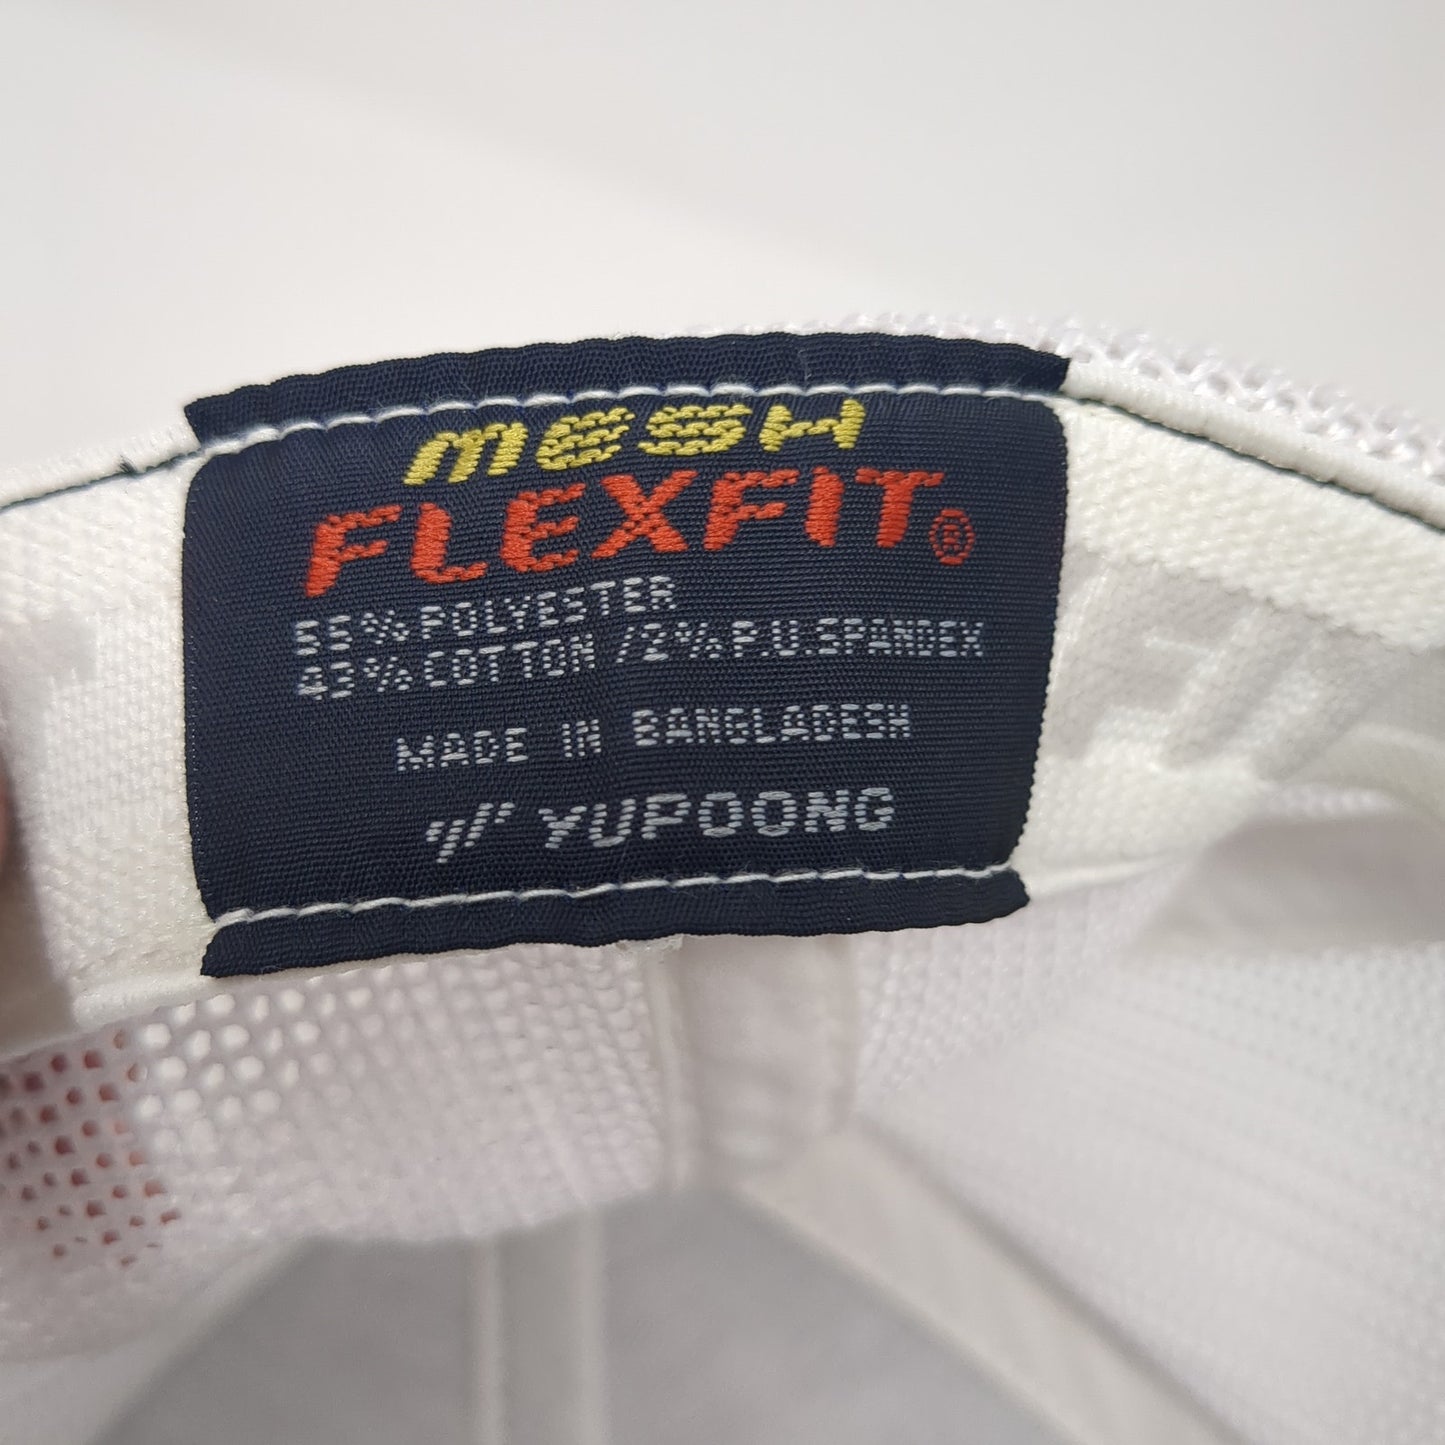 MESH
FLEXFIT®
55% POLYESTER
43% COTTON / 2% P.U.SPANDEX
MADE IN BANGLADESH
YUPOONG